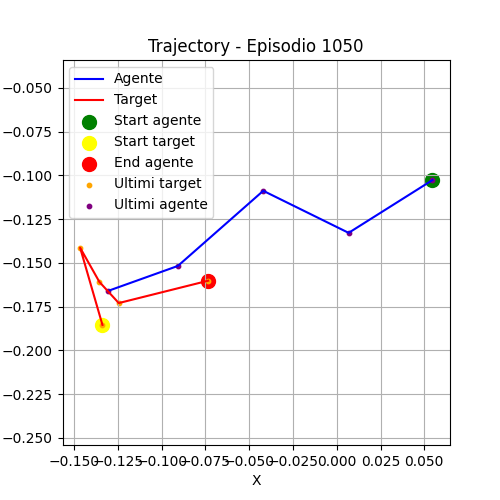 Trajectory - Episodio 1050
Agente
Target
Start agente
Start target
End agente
Ultimi target
Ultimi agente
−0.050
−0.075
−0.100
−0.125
−0.150
−0.175
−0.200
−0.225
−0.250
−0.150 −0.125 −0.100 −0.075 −0.050 −0.025 0.000 0.025 0.050
X